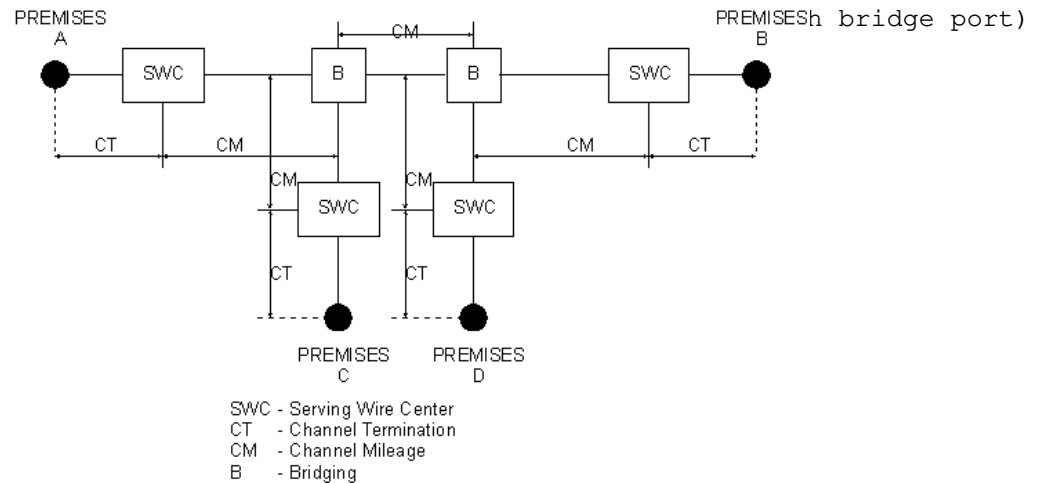 PREMISES
A
PREMISESh bridge port)
B
CM
SWC
B
B
SWC
CT
CM
CM
CT
CM
CM
SWC
SWC
CT
CT
PREMISES
C
PREMISES
D
SWC - Serving Wire Center
CT - Channel Termination
CM - Channel Mileage
B - Bridging